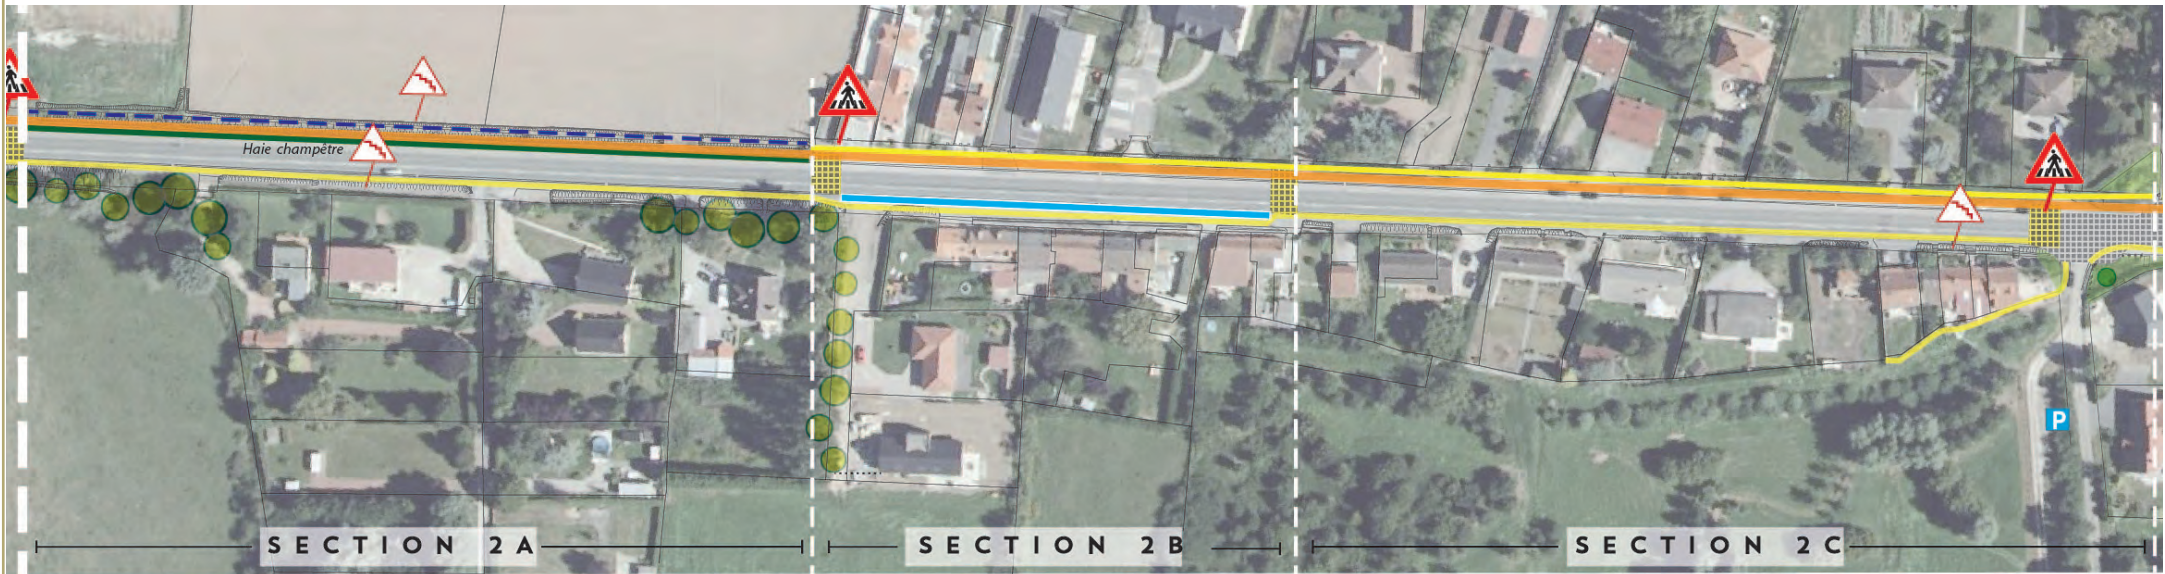 Haie champêtre
P
SECTION 2A
SECTION 2B
SECTION 2C